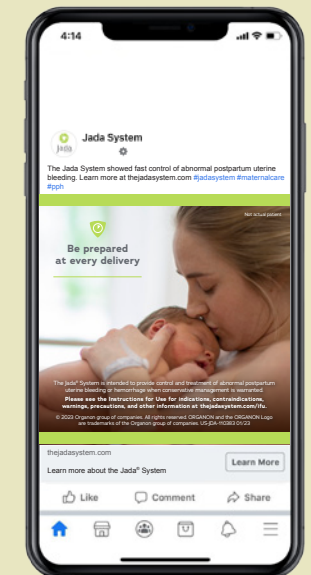 4:14
Jada
Jada System
The Jada System showed fast control of abnormal postpartum uterine
bleeding. Learn more at thejadasystem.com #jadasystem #maternalcare
#pph
Not actual patient
Be prepared
at every delivery
The Jada® System is intended to provide control and treatment of abnormal postpartum
uterine bleeding or hemorrhage when conservative management is warranted.
Please see the Instructions for Use for indications, contraindications,
warnings, precautions, and other information at thejadasystem.com/ifu.
© 2023 Organon group of companies. All rights reserved. ORGANON and the ORGANON Logo
are trademarks of the Organon group of companies. US-JDA-110383 01/23
thejadasystem.com
Learn more about the Jada® System
Learn More
Like
Comment
Share